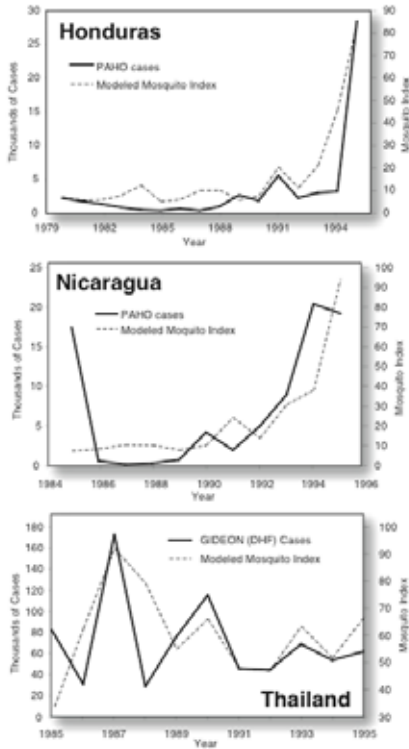 Honduras
PAHO cases
Modeled Mosquito Index
Thousands of Cases
Mosquito Index
30
25
20
15
10
5
0
90
80
70
60
50
40
30
20
10
0
1979 1982 1985 1988 1991 1994
Year
Nicaragua
PAHO cases
Modeled Moquito Index
Thousands of Cases
Mosquito Index
25
20
15
10
5
0
100
90
80
70
60
50
40
30
20
10
0
1984 1986 1988 1990 1992 1994 1996
Year
GIDEON (DHF) Cases
Modeled Mosquito Index
Thousands of Cases
Mosquito Index
180
160
140
120
100
80
60
40
20
0
100
90
80
70
60
50
40
30
Thailand
1985 1987 1989 1991 1993 1995
Year